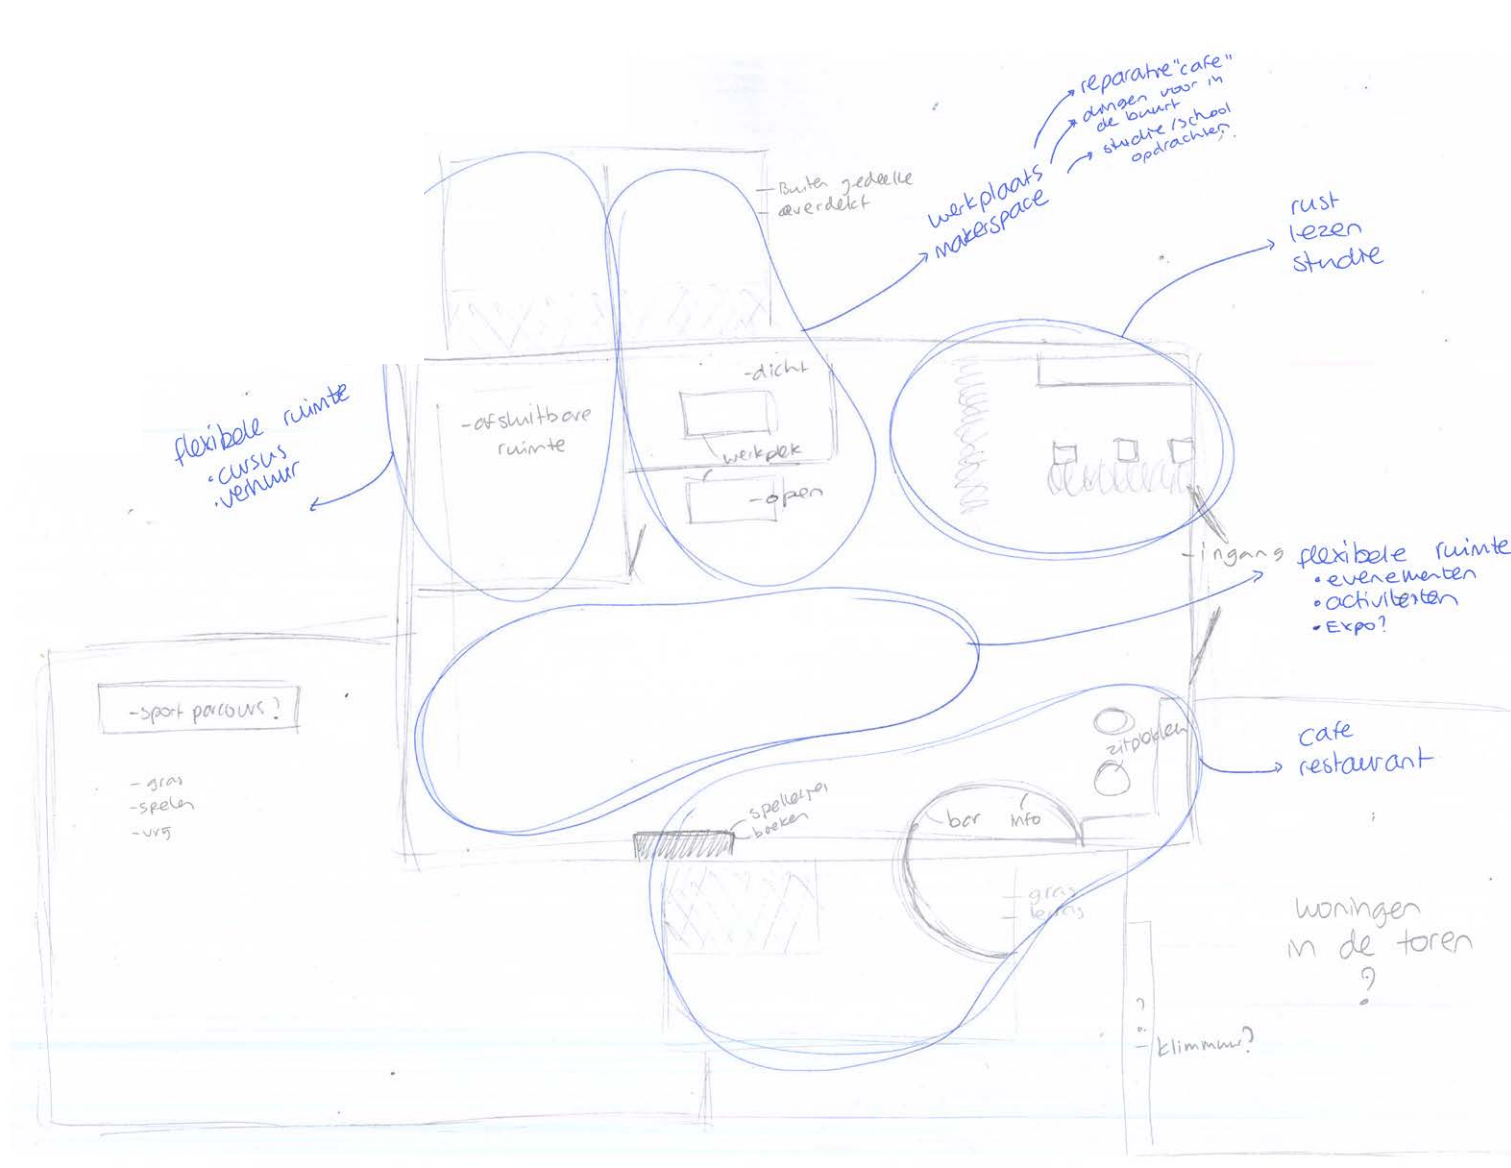 reparatie "cafe"
dingen voor in
de buurt
studie/school
opdrachten?
werkplaats
makerspace
- Buiten gedeelte
- overdekt
rust
lezen
studie
flexibele ruimte
• cursus
• verhuur
- afsluitbare
ruimte
- dicht
werkplek
- open
- ingang
flexibele ruimte
• evenementen
• activiteiten
• Expo?
- sport parcours?
- gras
- spelen
- vrij
zitplekken
cafe
restaurant
spelletjes
boeken
bar
info
- gras
- terras
woningen
in de toren
?
?
- klimmuur?